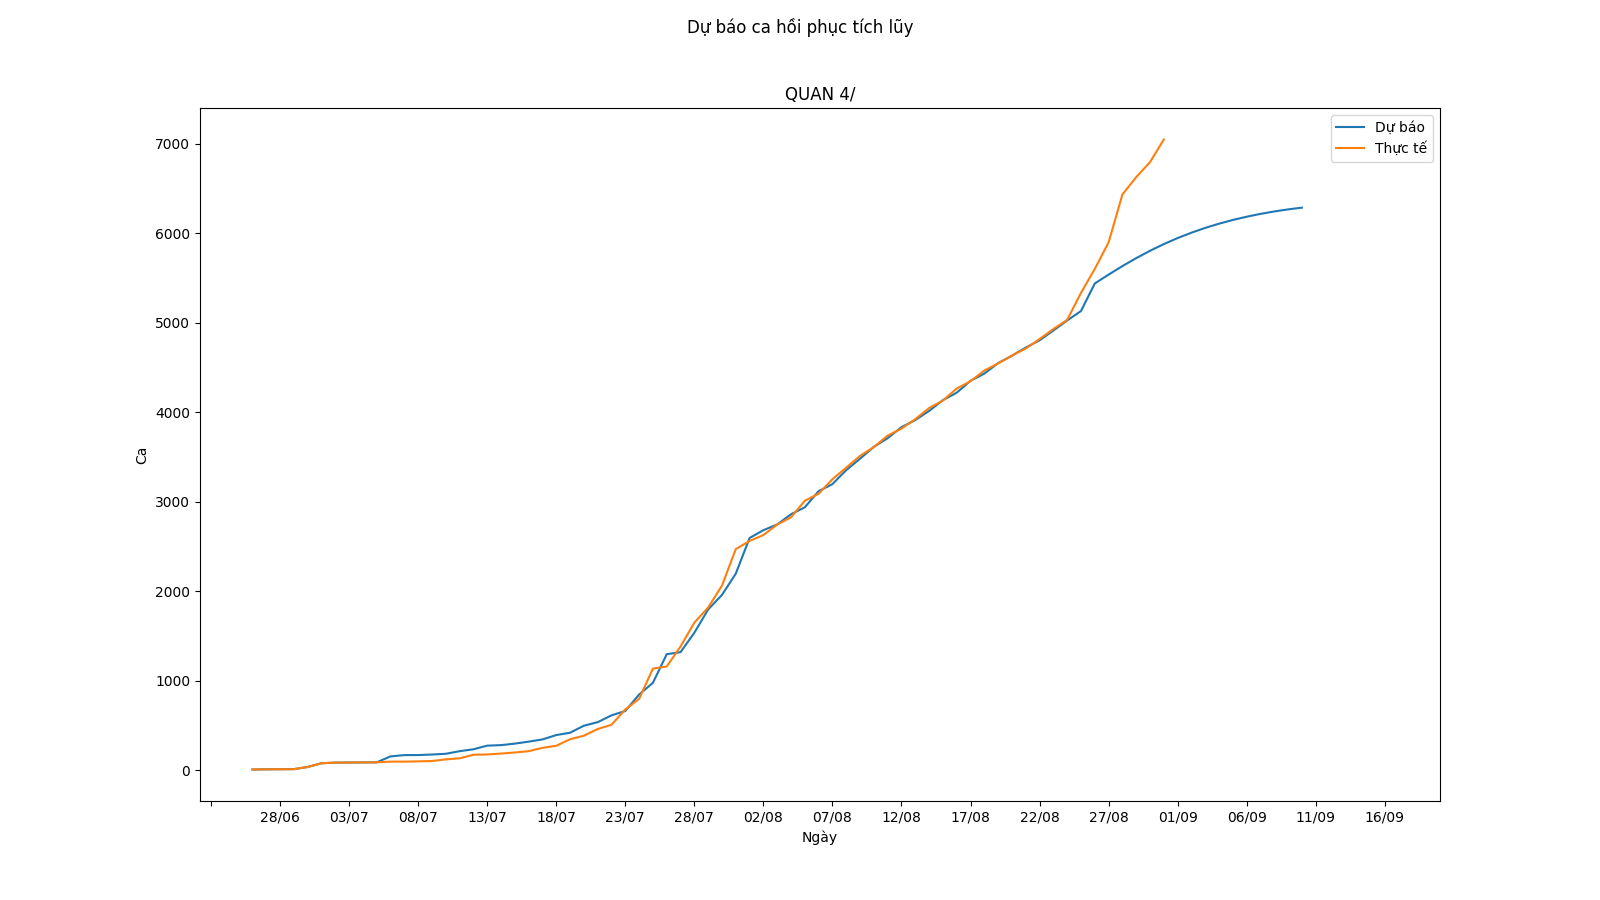 Dự báo ca hồi phục tích lũy
QUAN 4/
Dự báo
Thực tế
7000
6000
5000
4000
3000
2000
1000
0
Ca
28/06 03/07 08/07 13/07 18/07 23/07 28/07 02/08 07/08 12/08 17/08 22/08 27/08 01/09 06/09 11/09 16/09
Ngày